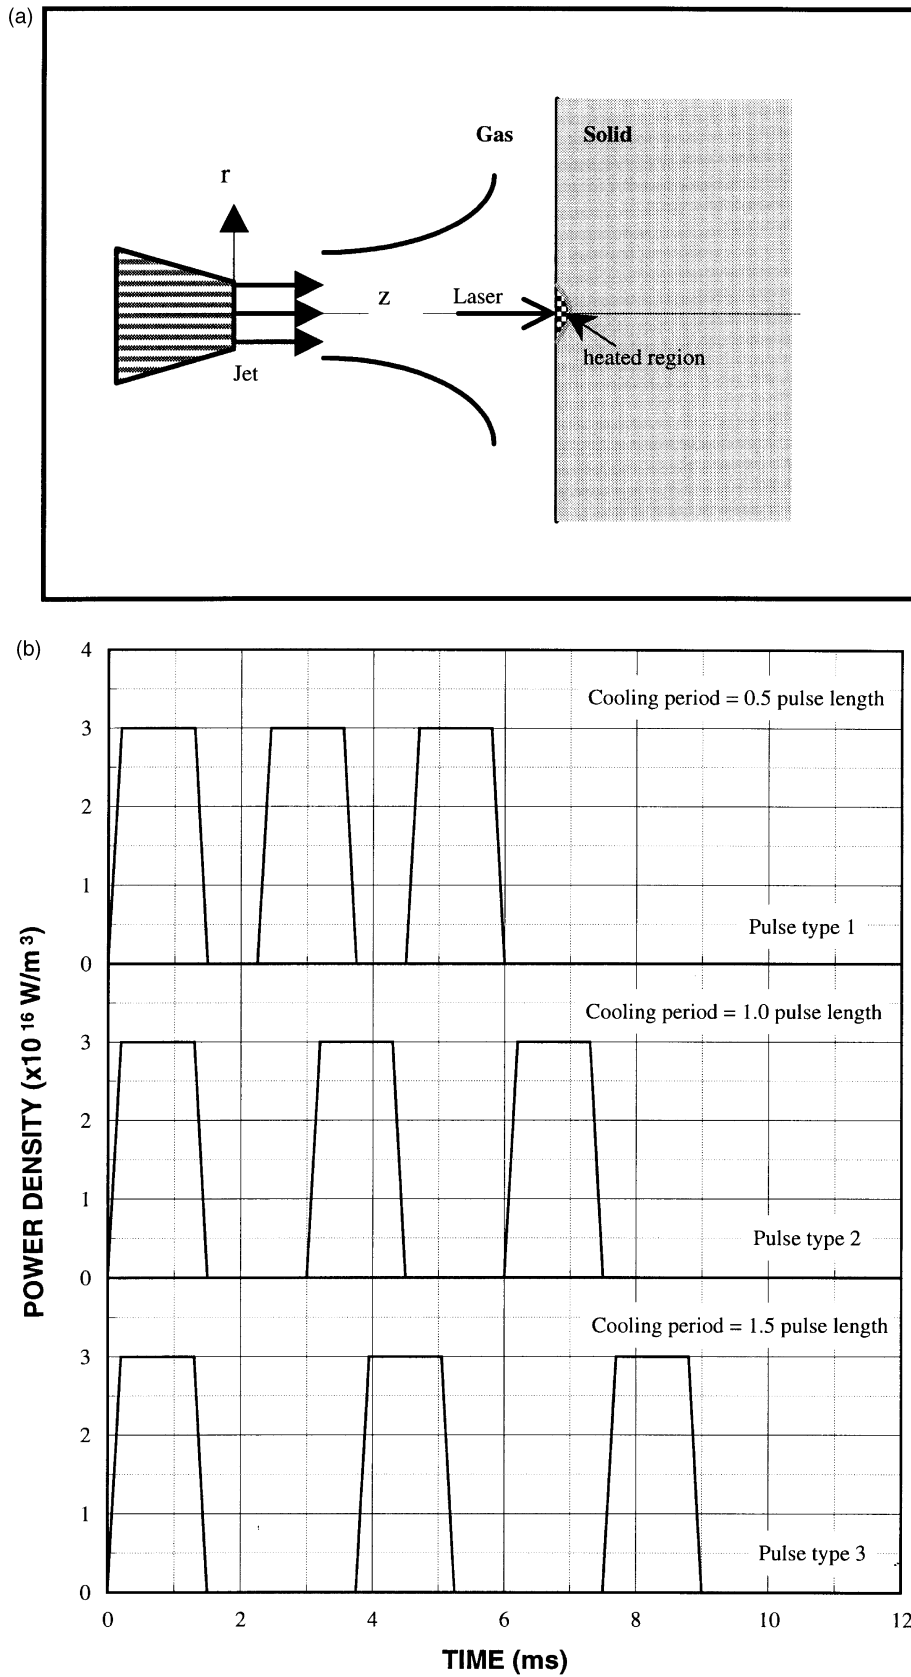 (a)
Gas
Solid
r
z
Laser
Jet
heated region
(b)
POWER DENSITY (x10 16 W/m 3)
4
Cooling period = 0.5 pulse length
3
2
1
Pulse type 1
0
Cooling period = 1.0 pulse length
3
2
1
Pulse type 2
0
Cooling period = 1.5 pulse length
3
2
1
Pulse type 3
0
0 2 4 6 8 10 12
TIME (ms)